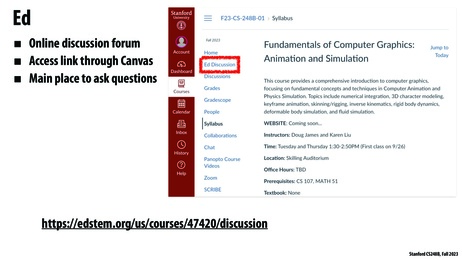 Ed
Online discussion forum
Access link through Canvas
Main place to ask questions
Stanford
University
Account
Dashboard
Courses
Calendar
Inbox
History
Help
F23-CS-248B-01 › Syllabus
Fall 2023
Home
Ed Discussion
Discussions
Grades
Gradescope
People
Syllabus
Collaborations
Chat
Panopto Course
Videos
Zoom
SCRIBE
Fundamentals of Computer Graphics:
Animation and Simulation
Jump to
Today
This course provides a comprehensive introduction to computer graphics,
focusing on fundamental concepts and techniques in Computer Animation and
Physics Simulation. Topics include numerical integration, 3D character modeling,
keyframe animation, skinning/rigging, inverse kinematics, rigid body dynamics,
deformable body simulation, and fluid simulation.
WEBSITE: Coming soon...
Instructors: Doug James and Karen Liu
Time: Tuesday and Thursday 1:30-2:50PM (First class on 9/26)
Location: Skilling Auditorium
Office Hours: TBD
Prerequisites: CS 107, MATH 51
Textbook: None
https://edstem.org/us/courses/47420/discussion
Stanford CS248B, Fall 2023